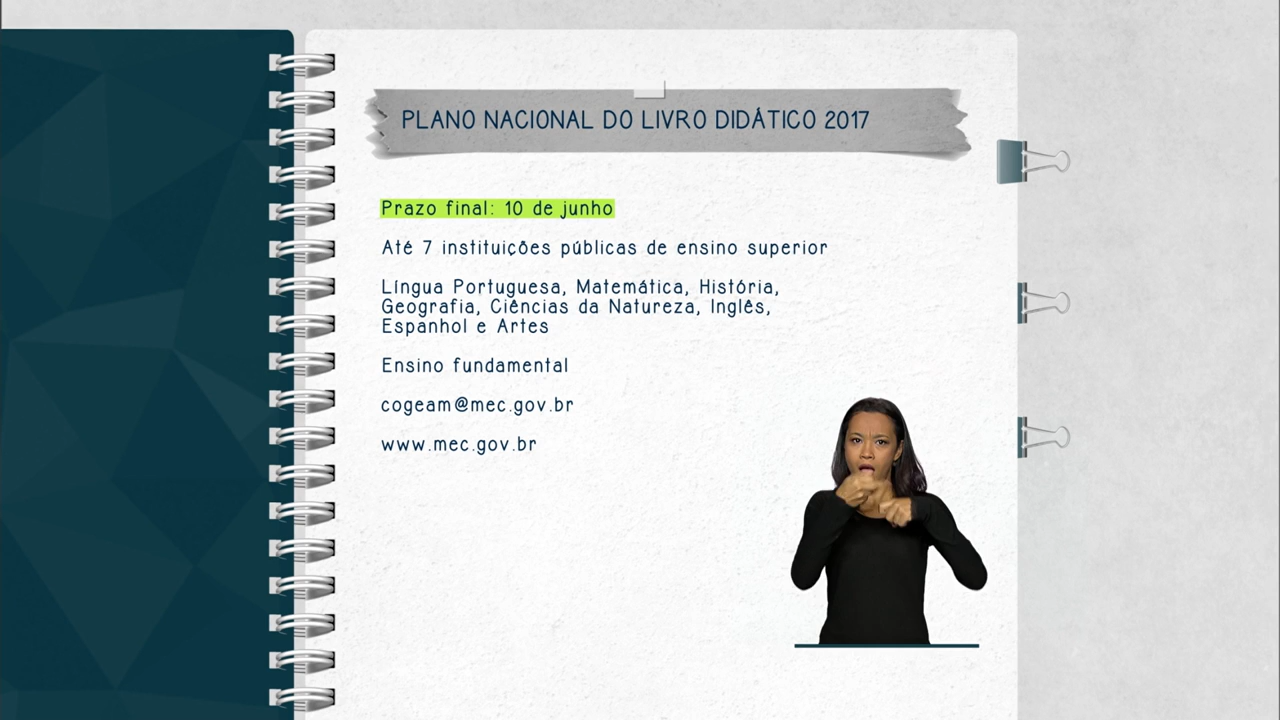 PLANO NACIONAL DO LIVRO DIDÁTICO 2017
Prazo final: 10 de junho
Até 7 instituições públicas de ensino superior
Língua Portuguesa, Matemática, História,
Geografia, Ciências da Natureza, Inglês,
Espanhol e Artes
Ensino fundamental
cogeam@mec.gov.br
www.mec.gov.br